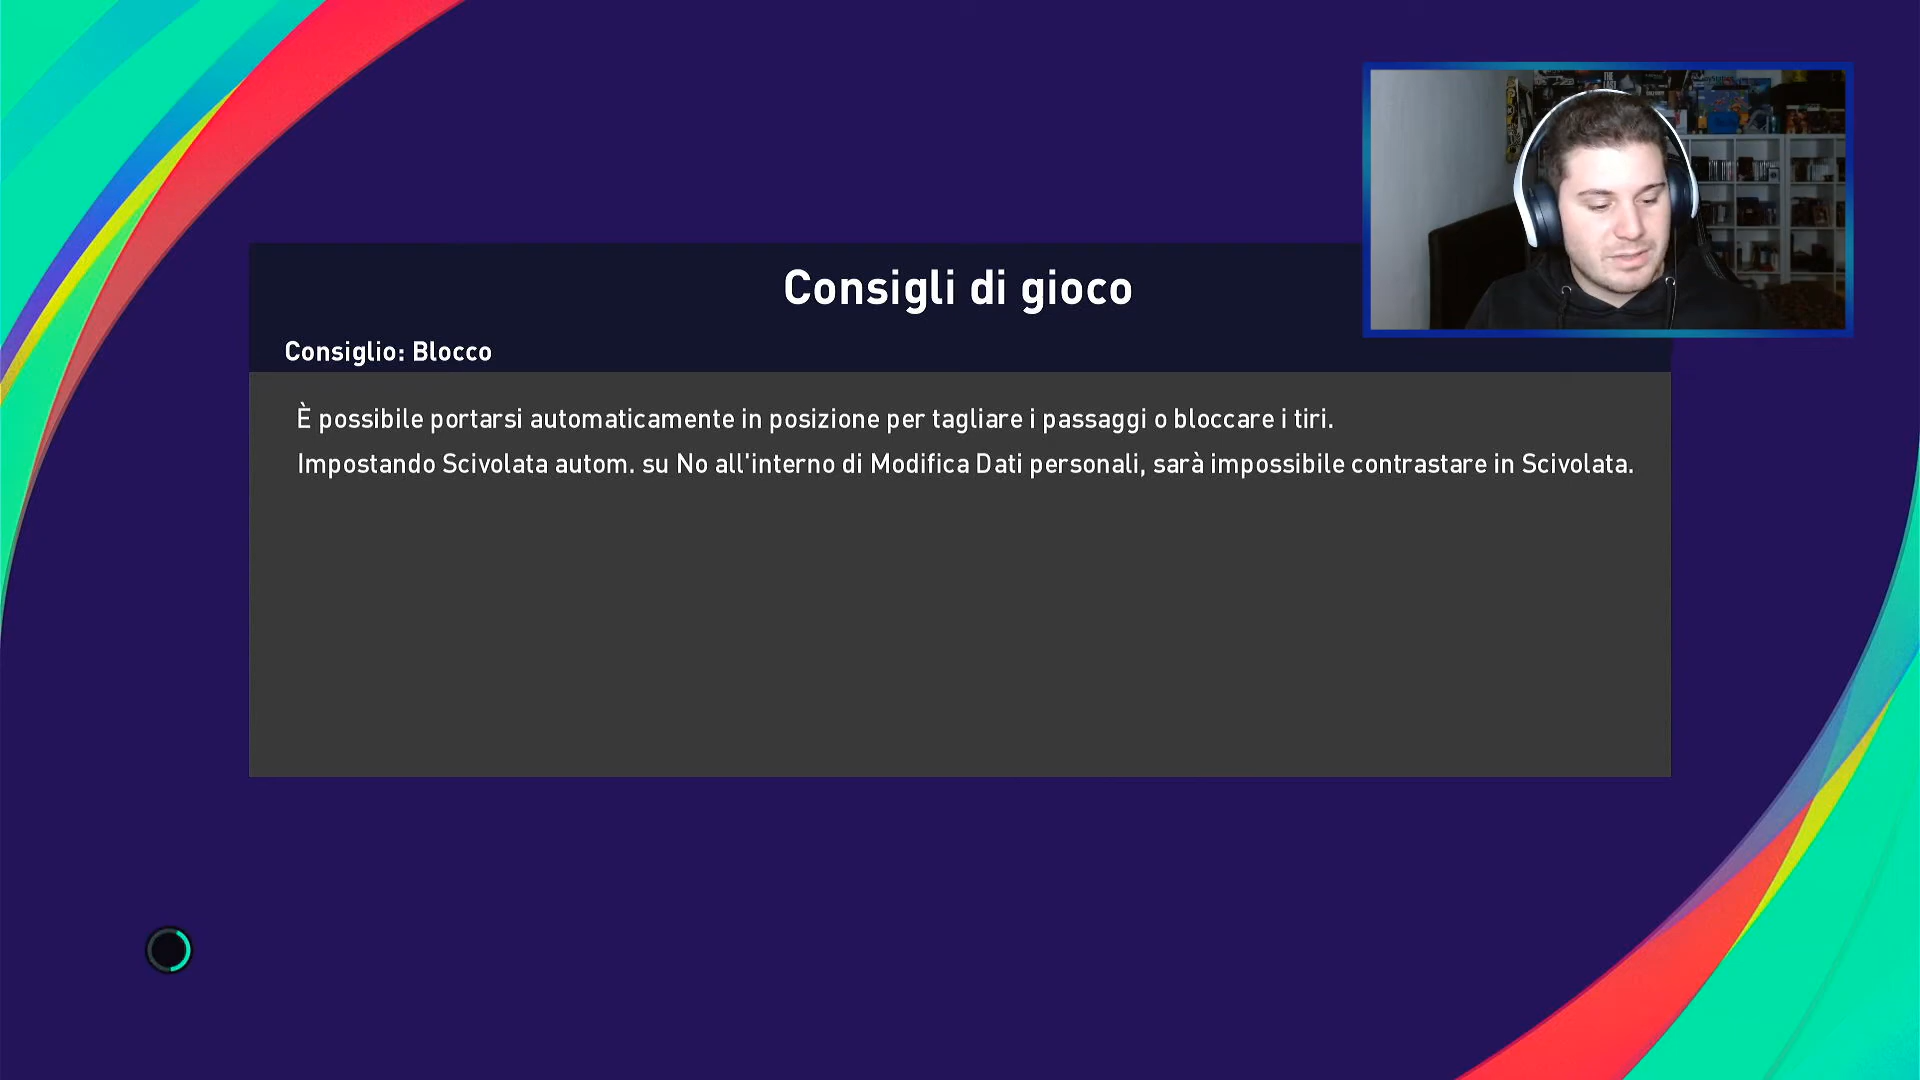 Consigli di gioco
Consiglio: Blocco
È possibile portarsi automaticamente in posizione per tagliare i passaggi o bloccare i tiri.
Impostando Scivolata autom. su No all'interno di Modifica Dati personali, sarà impossibile contrastare in Scivolata.